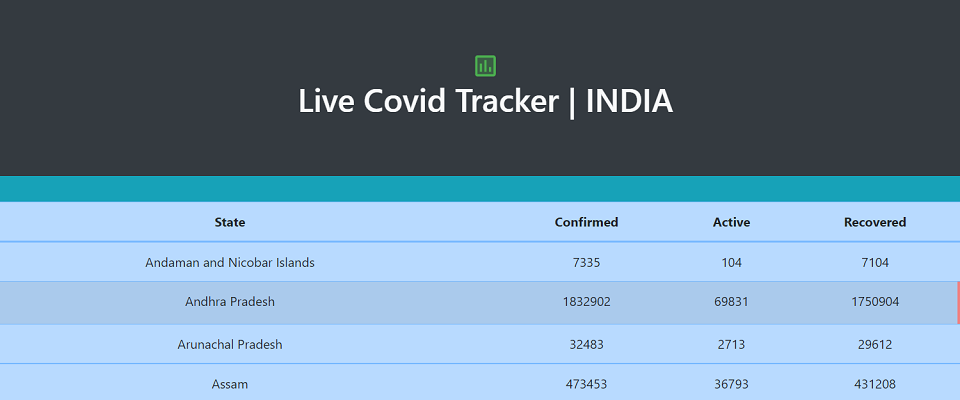 Live Covid Tracker | INDIA
State Confirmed Active Recovered
Andaman and Nicobar Islands 7335 104 7104
Andhra Pradesh 1832902 69831 1750904
Arunachal Pradesh 32483 2713 29612
Assam 473453 36793 431208